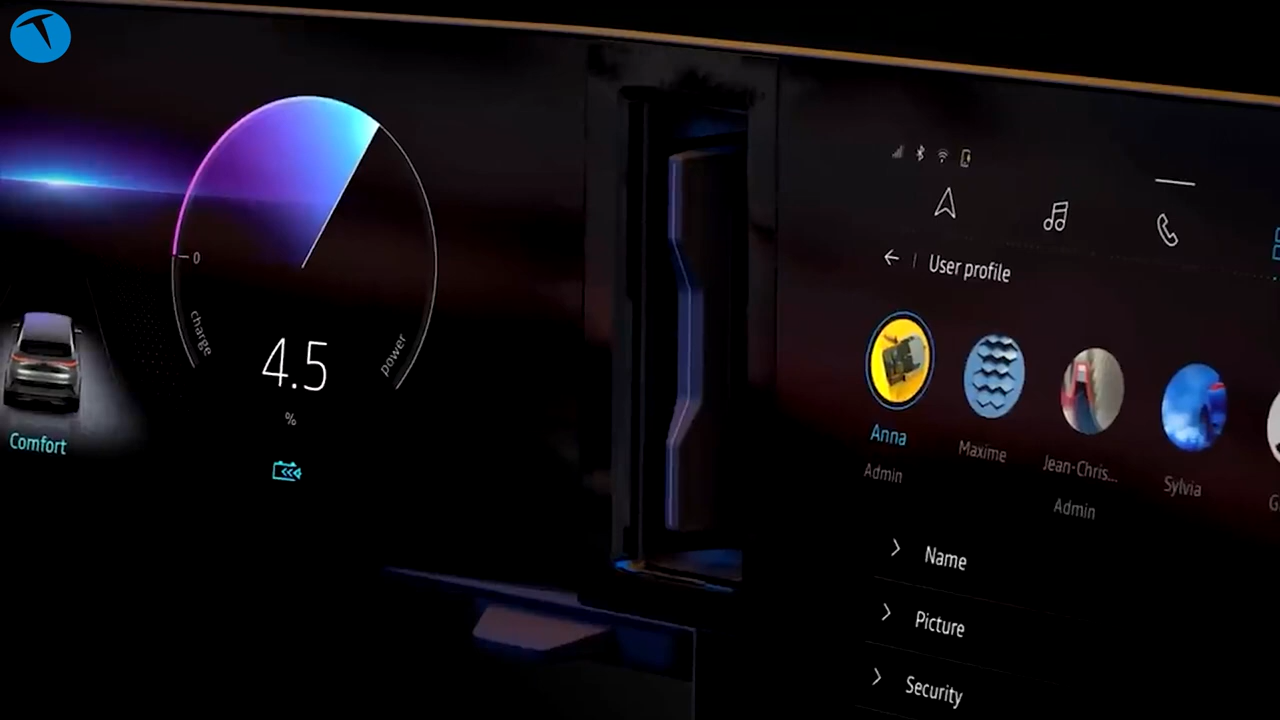 0
charge
power
4.5
%
Comfort
User profile
Anna
Maxime
Jean-Chris...
Sylvia
Admin
Admin
Name
Picture
Security